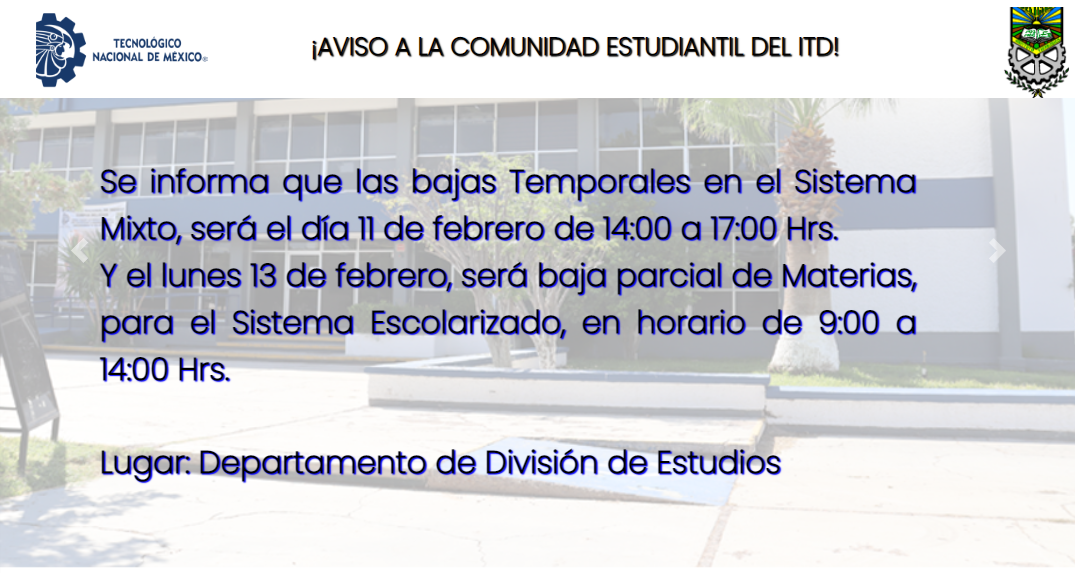 TECNOLÓGICO
NACIONAL DE MÉXICO®
¡AVISO A LA COMUNIDAD ESTUDIANTIL DEL ITD!
Se informa que las bajas Temporales en el Sistema
Mixto, será el día 11 de febrero de 14:00 a 17:00 Hrs.
Y el lunes 13 de febrero, será baja parcial de Materias,
para el Sistema Escolarizado, en horario de 9:00 a
14:00 Hrs.
Lugar: Departamento de División de Estudios